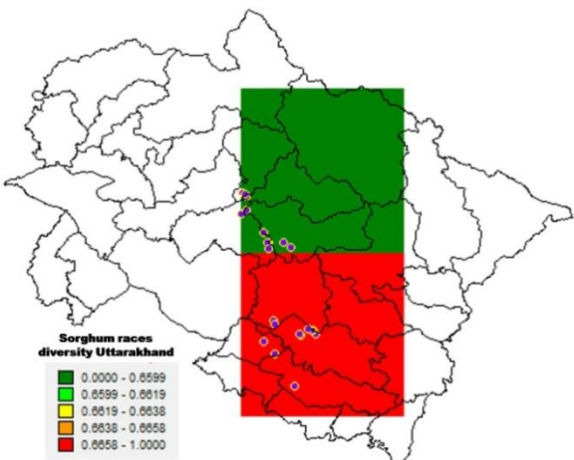 Sorghum races
diversity Uttarakhand
0.0000 - 0.6599
0.6599 - 0.6619
0.6619 - 0.6638
0.6638 - 0.6658
0.6658 - 1.0000